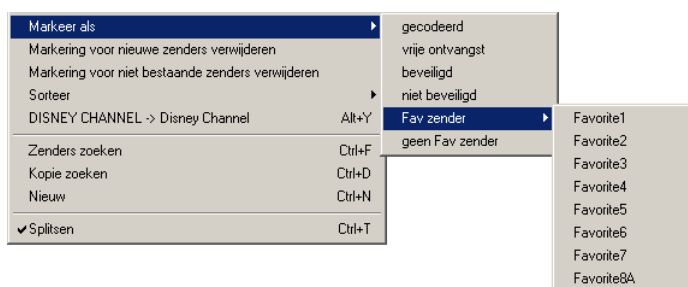 Markeer als
Markering voor nieuwe zenders verwijderen
Markering voor niet bestaande zenders verwijderen
Sorteer
DISNEY CHANNEL -> Disney Channel Alt+Y
Zenders zoeken Ctrl+F
Kopie zoeken Ctrl+D
Nieuw Ctrl+N
Splitsen Ctrl+T
gecodeerd
vrije ontvangst
beveiligd
niet beveiligd
Fav zender
geen Fav zender
Favorite1
Favorite2
Favorite3
Favorite4
Favorite5
Favorite6
Favorite7
Favorite8A